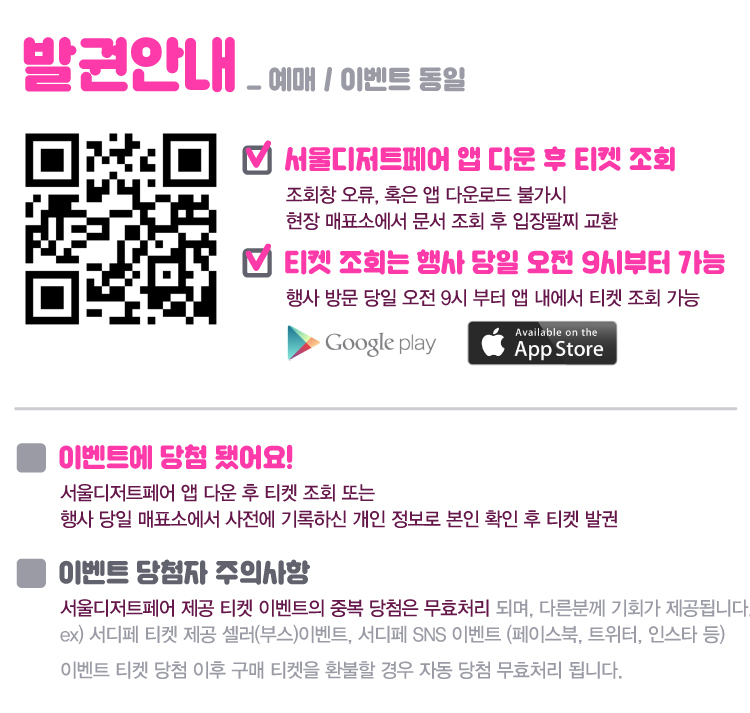 발권안내 _ 예매 / 이벤트 동일
서울디저트페어 앱 다운 후 티켓 조회
조회창 오류, 혹은 앱 다운로드 불가시
현장 매표소에서 문서 조회 후 입장팔찌 교환
티켓 조회는 행사 당일 오전 9시부터 가능
행사 방문 당일 오전 9시 부터 앱 내에서 티켓 조회 가능
Google play
Available on the
App Store
이벤트에 당첨 됐어요!
서울디저트페어 앱 다운 후 티켓 조회 또는
행사 당일 매표소에서 사전에 기록하신 개인 정보로 본인 확인 후 티켓 발권
이벤트 당첨자 주의사항
서울디저트페어 제공 티켓 이벤트의 중복 당첨은 무효처리 되며, 다른분께 기회가 제공됩니다.
ex) 서디페 티켓 제공 셀러(부스)이벤트, 서디페 SNS 이벤트 (페이스북, 트위터, 인스타 등)
이벤트 티켓 당첨 이후 구매 티켓을 환불할 경우 자동 당첨 무효처리 됩니다.